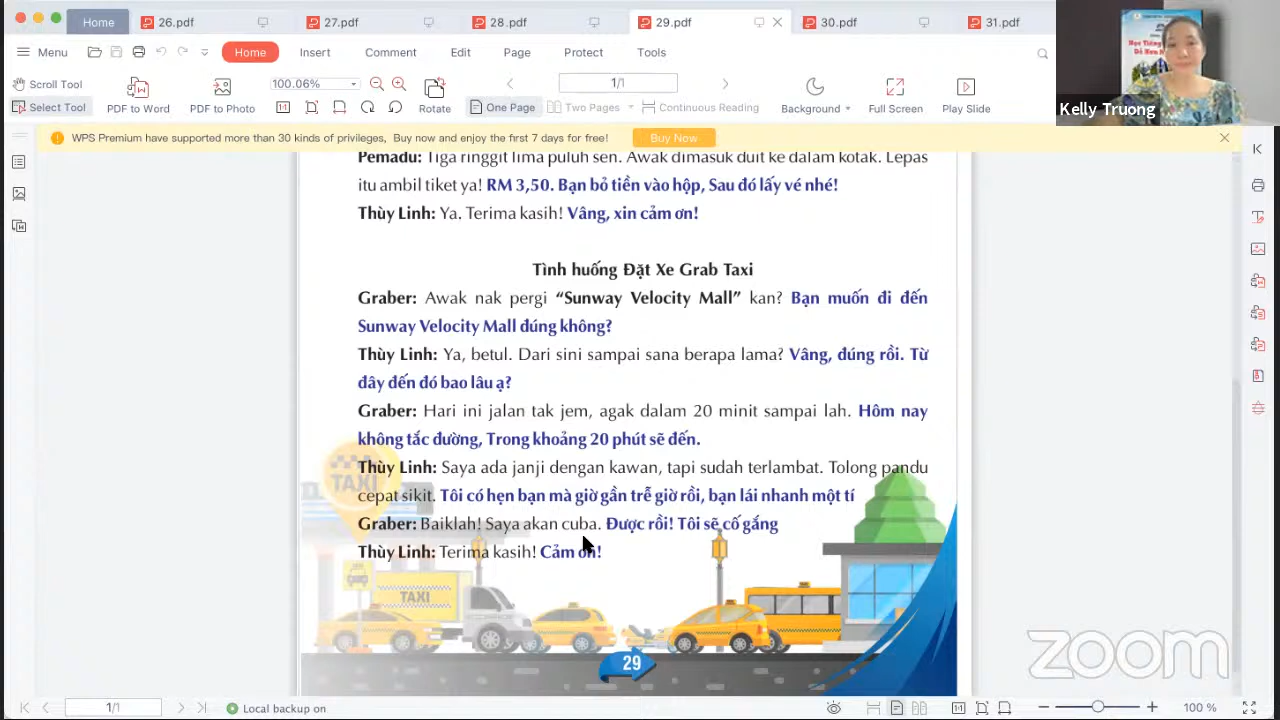 Home
26.pdf
27.pdf
28.pdf
29.pdf
30.pdf
31.pdf
Menu
Home
Insert
Comment
Edit
Page
Protect
Tools
Scroll Tool
100.06%
1/1
Select Tool
PDF to Word
PDF to Photo
Rotate
One Page
Two Pages
Continuous Reading
Background
Full Screen
Play Slide
Kelly Truong
WPS Premium have supported more than 30 kinds of privileges, Buy now and enjoy the first 7 days for free!
Buy Now
Pemadu: Tiga ringgit lima puluh sen. Awak dimasuk duit ke dalam kotak. Lepas
itu ambil tiket ya! RM 3,50. Bạn bỏ tiền vào hộp, Sau đó lấy vé nhé!
Thùy Linh: Ya. Terima kasih! Vâng, xin cảm ơn!
Tình huống Đặt Xe Grab Taxi
Graber: Awak nak pergi “Sunway Velocity Mall” kan? Bạn muốn đi đến
Sunway Velocity Mall đúng không?
Thùy Linh: Ya, betul. Dari sini sampai sana berapa lama? Vâng, đúng rồi. Từ
đây đến đó bao lâu ạ?
Graber: Hari ini jalan tak jem, agak dalam 20 minit sampai lah. Hôm nay
không tắc đường, Trong khoảng 20 phút sẽ đến.
Thùy Linh: Saya ada janji dengan kawan, tapi sudah terlambat. Tolong pandu
cepat sikit. Tôi có hẹn bạn mà giờ gần trễ giờ rồi, bạn lái nhanh một tí
Graber: Baiklah! Saya akan cuba. Được rồi! Tôi sẽ cố gắng
Thùy Linh: Terima kasih! Cảm ơn!
TAXI
TAXI
29
zoom
1/1
Local backup on
100 %